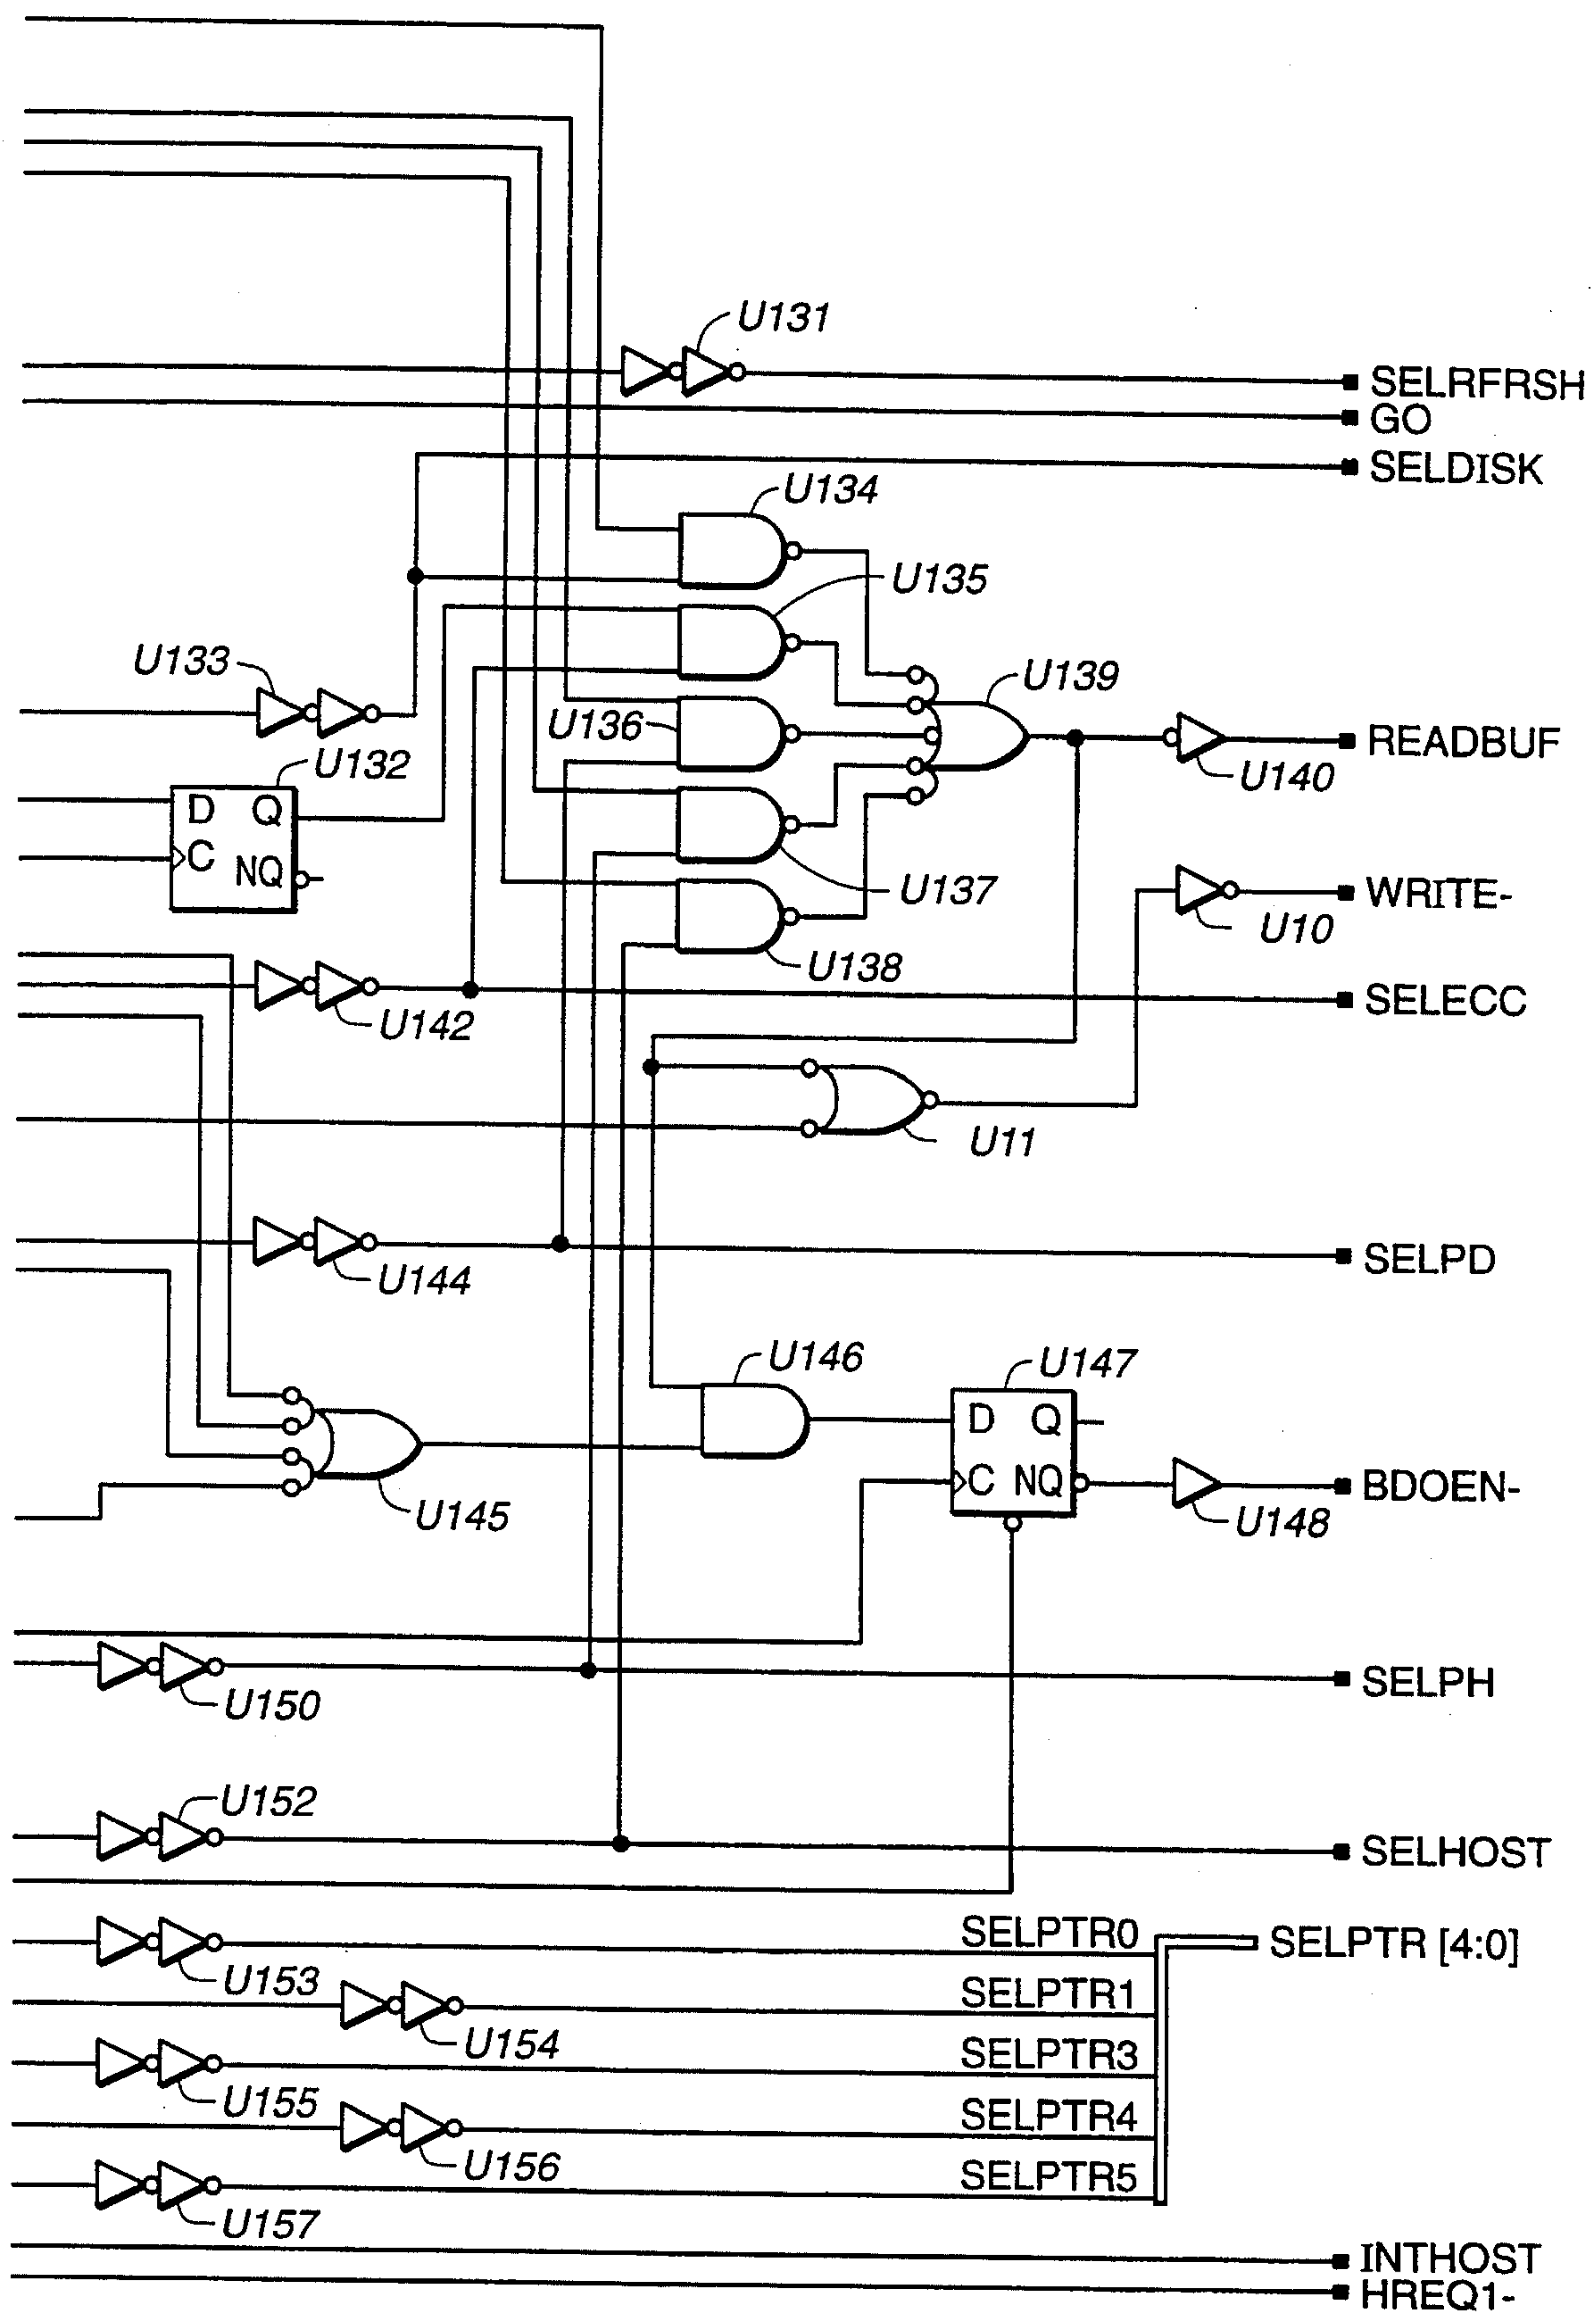 U131
SELRFRSH
GO
SELDISK
U134
U135
U133
U139
U136
READBUF
U132
U140
D Q
C
NQ
U137
WRITE-
U10
U138
SELECC
U142
U11
SELPD
U144
U146
U147
D Q
C NQ
BDOEN-
U145
U148
SELPH
U150
U152
SELHOST
SELPTR0
SELPTR [4:0]
U153
SELPTR1
U154
SELPTR3
U155
SELPTR4
U156
SELPTR5
U157
INTHOST
HREQ1-